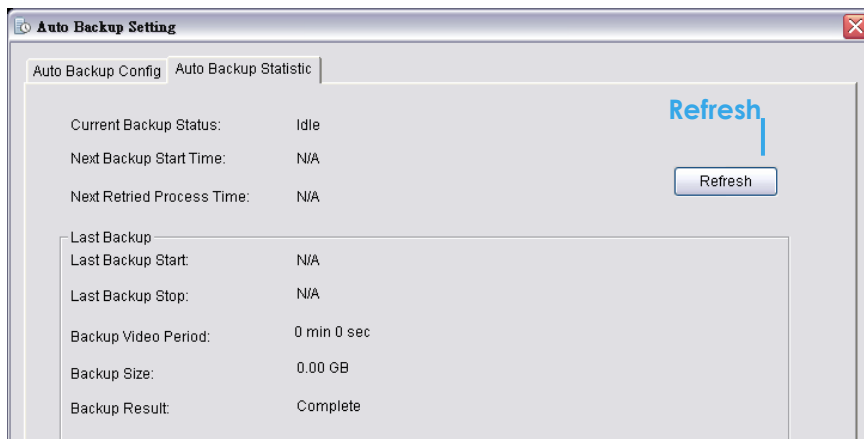 Auto Backup Setting
Auto Backup Config Auto Backup Statistic
Refresh
Current Backup Status: Idle
Next Backup Start Time: N/A
Refresh
Next Retried Process Time: N/A
Last Backup
Last Backup Start: N/A
Last Backup Stop: N/A
Backup Video Period: 0 min 0 sec
Backup Size: 0.00 GB
Backup Result: Complete